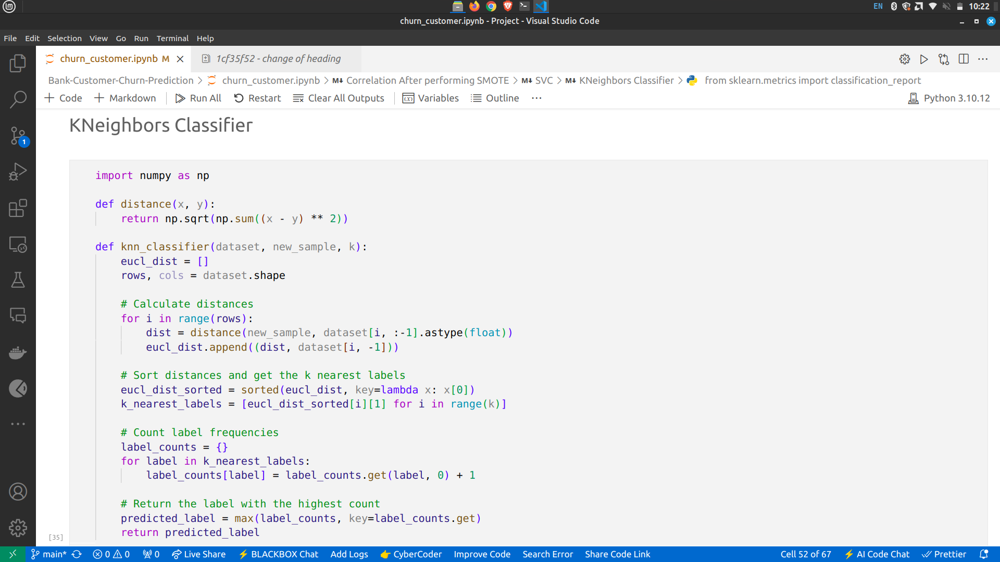 EN 10:22
churn_customer.ipynb - Project - Visual Studio Code
File Edit Selection View Go Run Terminal Help
churn_customer.ipynb M 1cf35f52 - change of heading
Bank-Customer-Churn-Prediction > churn_customer.ipynb > M↓ Correlation After performing SMOTE > M↓ SVC > M↓ KNeighbors Classifier > from sklearn.metrics import classification_report
+ Code + Markdown Run All Restart Clear All Outputs Variables Outline ... Python 3.10.12
KNeighbors Classifier
import numpy as np
def distance(x, y):
return np.sqrt(np.sum((x - y) ** 2))
def knn_classifier(dataset, new_sample, k):
eucl_dist = []
rows, cols = dataset.shape
# Calculate distances
for i in range(rows):
dist = distance(new_sample, dataset[i, :-1].astype(float))
eucl_dist.append((dist, dataset[i, -1]))
# Sort distances and get the k nearest labels
eucl_dist_sorted = sorted(eucl_dist, key=lambda x: x[0])
k_nearest_labels = [eucl_dist_sorted[i][1] for i in range(k)]
# Count label frequencies
label_counts = {}
for label in k_nearest_labels:
label_counts[label] = label_counts.get(label, 0) + 1
# Return the label with the highest count
predicted_label = max(label_counts, key=label_counts.get)
return predicted_label
[35]
1
main* 0 0 0 Live Share BLACKBOX Chat Add Logs CyberCoder Improve Code Search Error Share Code Link Cell 52 of 67 AI Code Chat Prettier